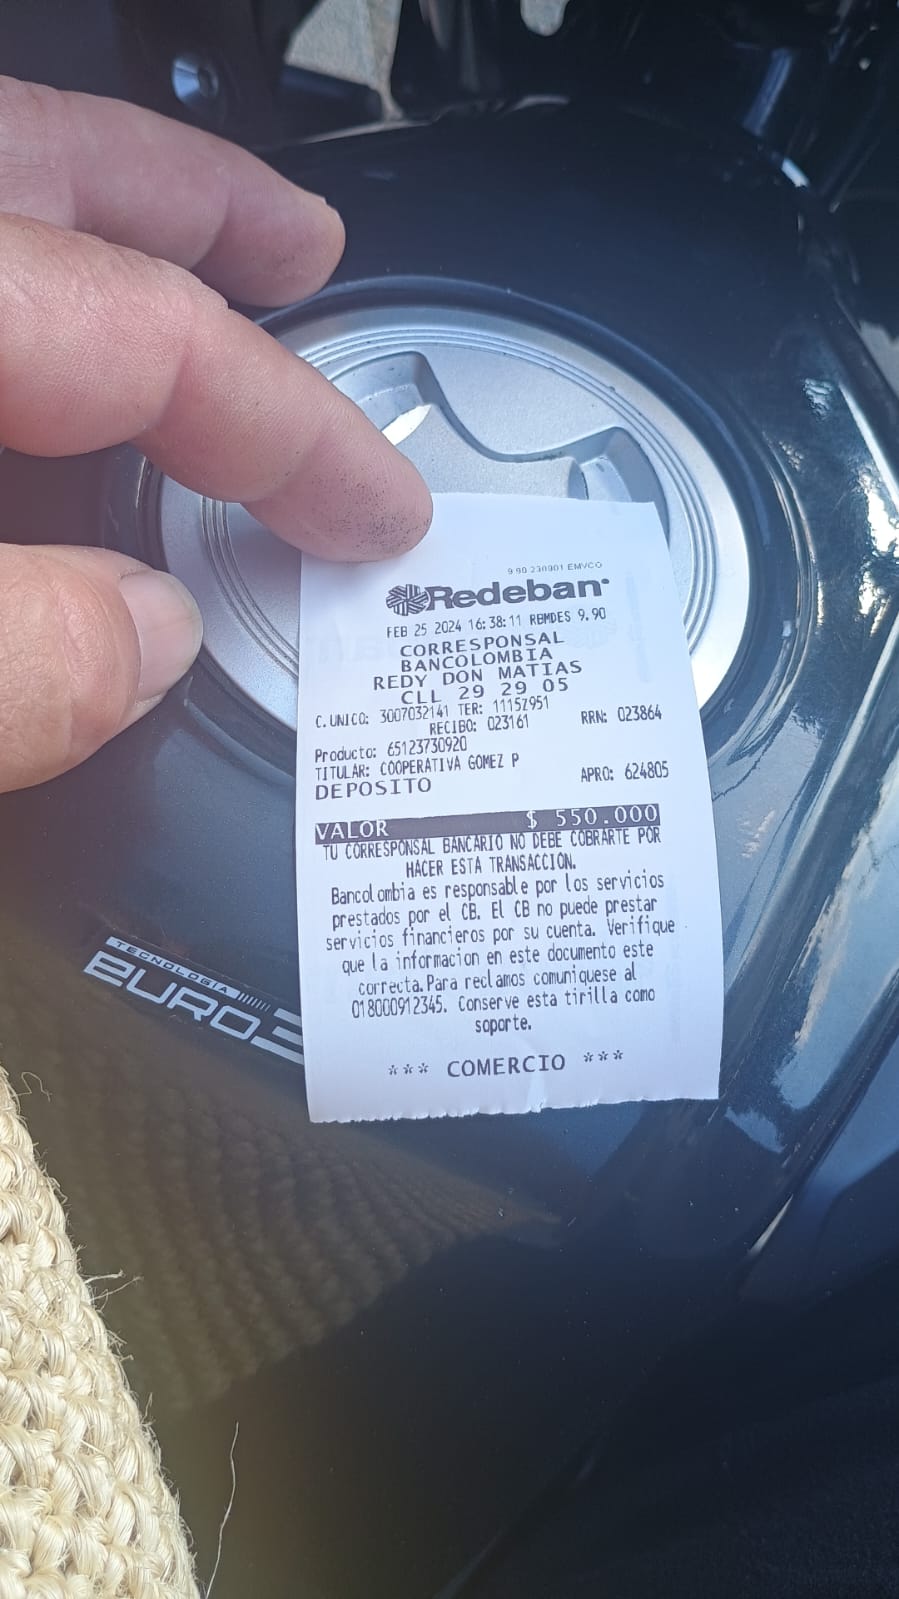 9 90 230901 EMVCO
Redeban
FEB 25 2024 16:38:11 RBMDES 9.90
CORRESPONSAL
BANCOLOMBIA
REDY DON MATIAS
CLL 29 29 05
C. UNICO: 3007032141 TER: 11152951
RECIBO: 023161 RRN: 023864
Producto: 65123730920
TITULAR: COOPERATIVA GOMEZ P
DEPOSITO APRO: 624805
VALOR $ 550.000
TU CORRESPONSAL BANCARIO NO DEBE COBRARTE POR
HACER ESTA TRANSACCION.
Bancolombia es responsable por los servicios
prestados por el CB. El CB no puede prestar
servicios financieros por su cuenta. Verifique
que la informacion en este documento este
correcta. Para reclamos comuniquese al
018000912345. Conserve esta tirilla como
soporte.
*** COMERCIO ***
TECNOLOGÍA
euro3